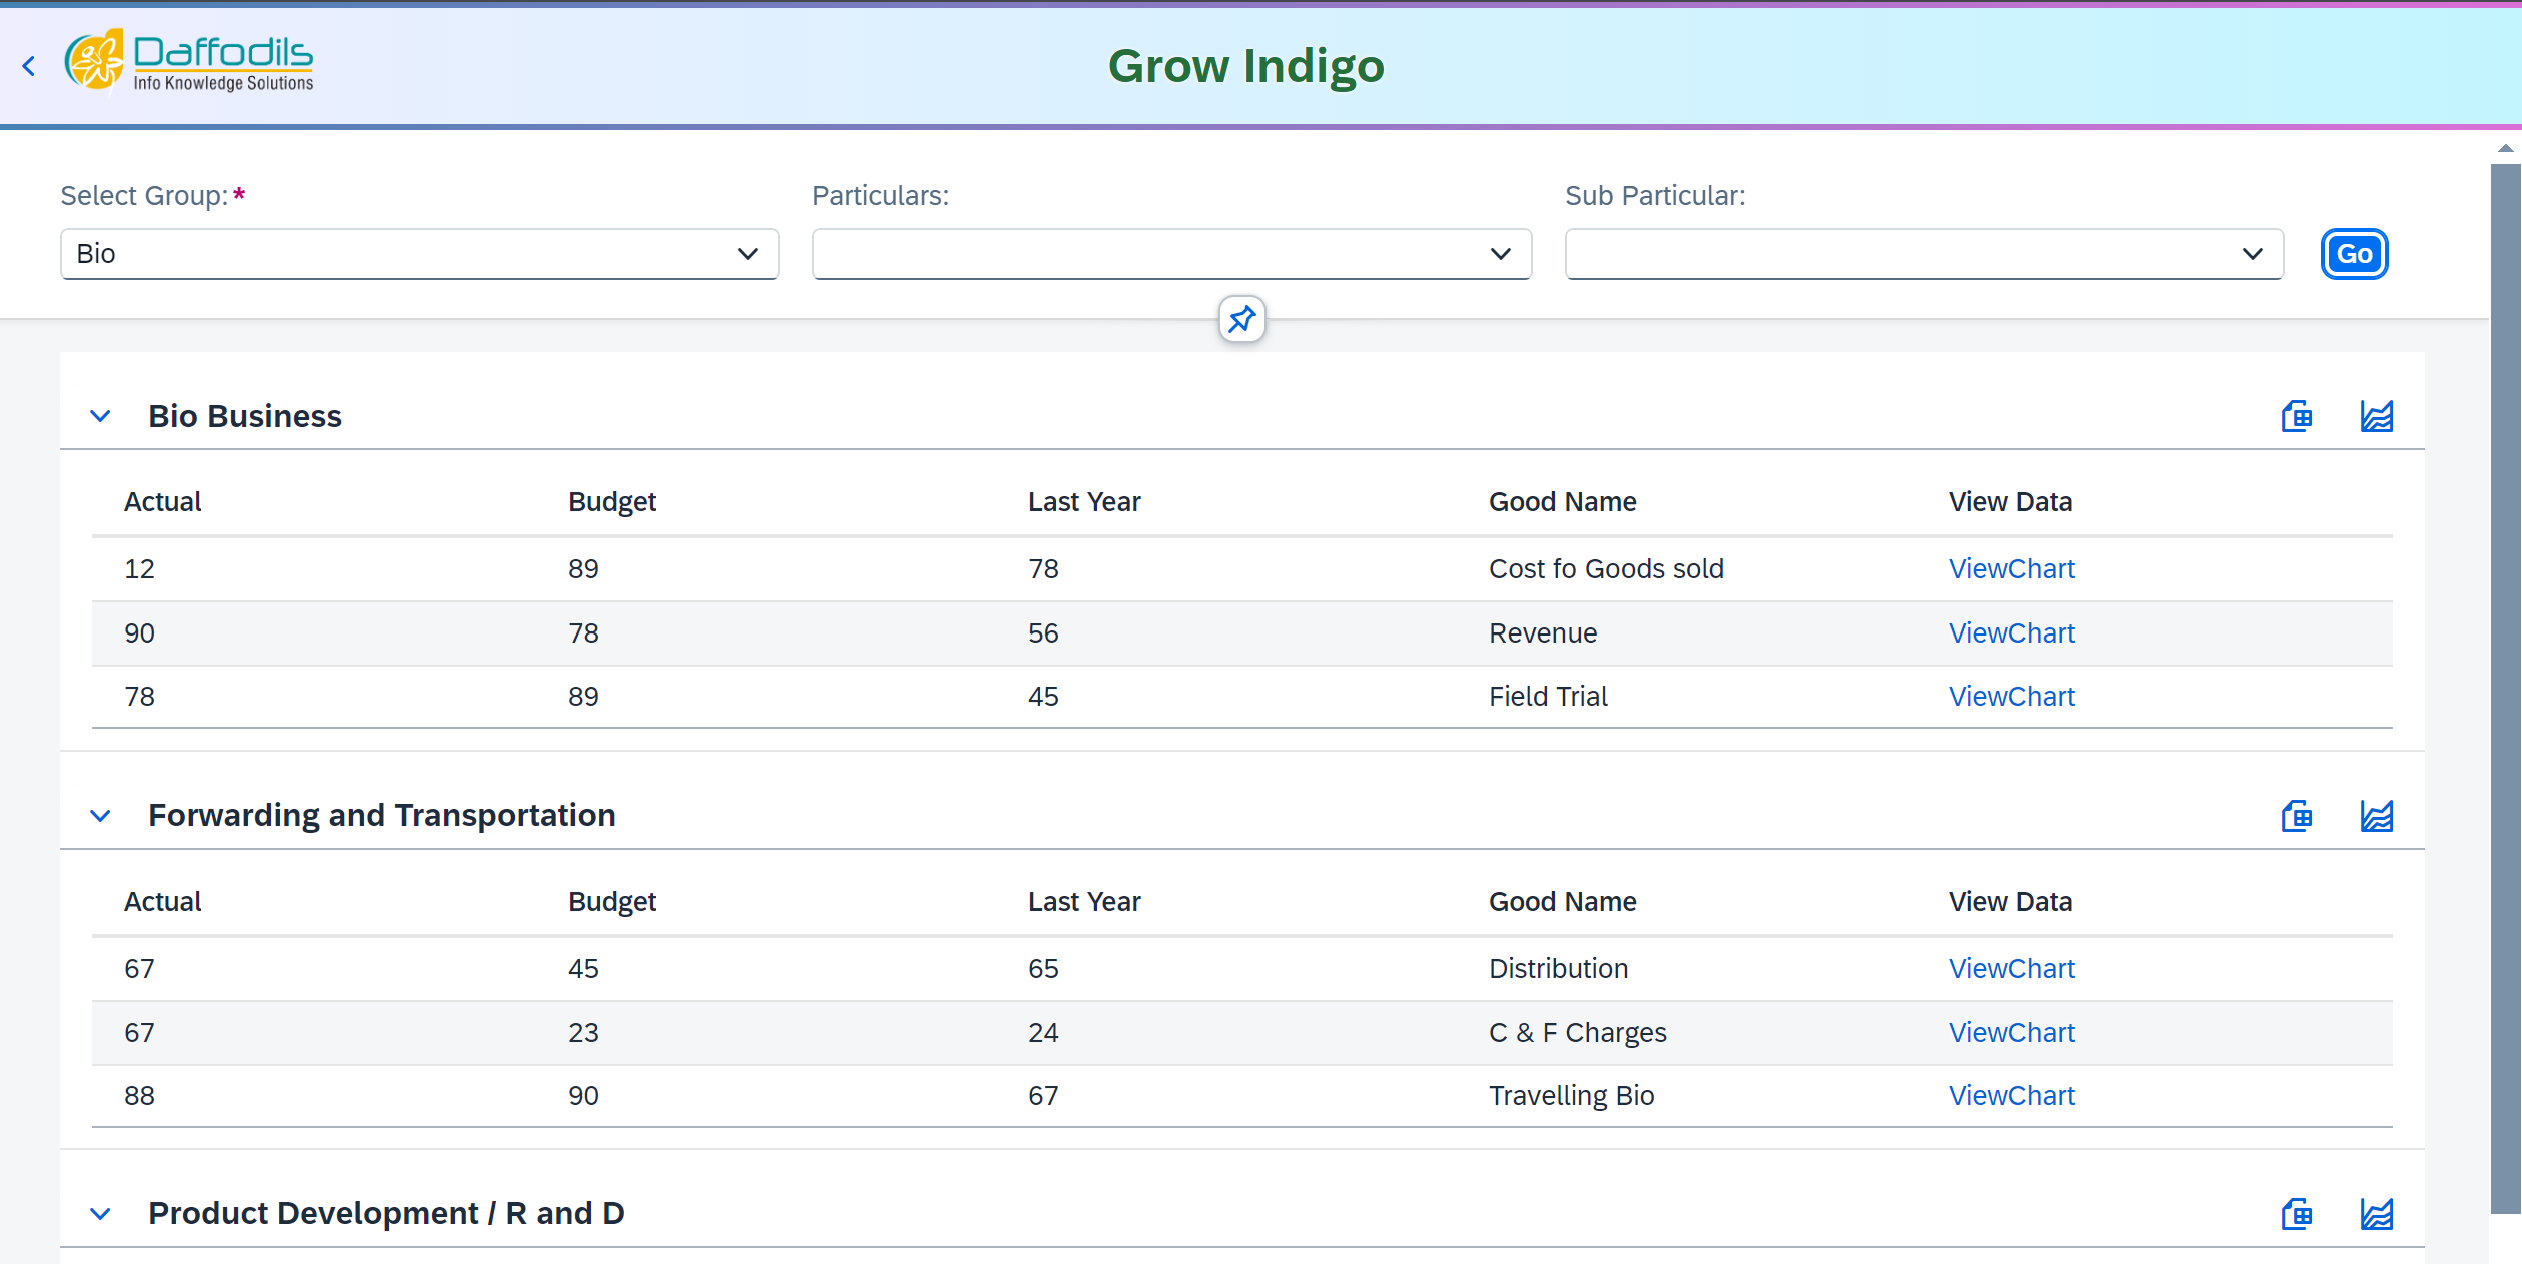 Daffodils
Info Knowledge Solutions
Grow Indigo
Select Group:* Particulars: Sub Particular:
Bio Go
Bio Business
Actual Budget Last Year Good Name View Data
12 89 78 Cost fo Goods sold ViewChart
90 78 56 Revenue ViewChart
78 89 45 Field Trial ViewChart
Forwarding and Transportation
Actual Budget Last Year Good Name View Data
67 45 65 Distribution ViewChart
67 23 24 C & F Charges ViewChart
88 90 67 Travelling Bio ViewChart
Product Development / R and D